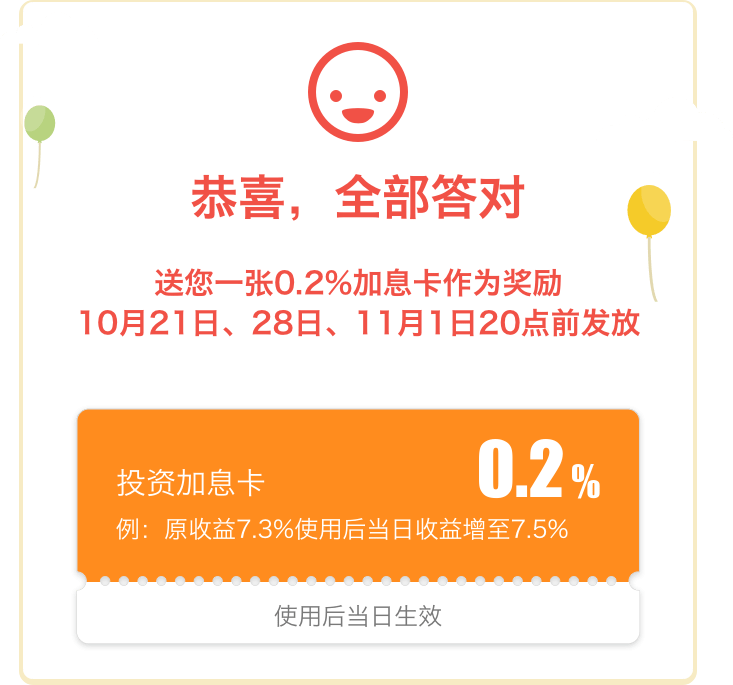 恭喜，全部答对
送您一张0.2%加息卡作为奖励
10月21日、28日、11月1日20点前发放
投资加息卡 0.2%
例：原收益7.3%使用后当日收益增至7.5%
使用后当日生效